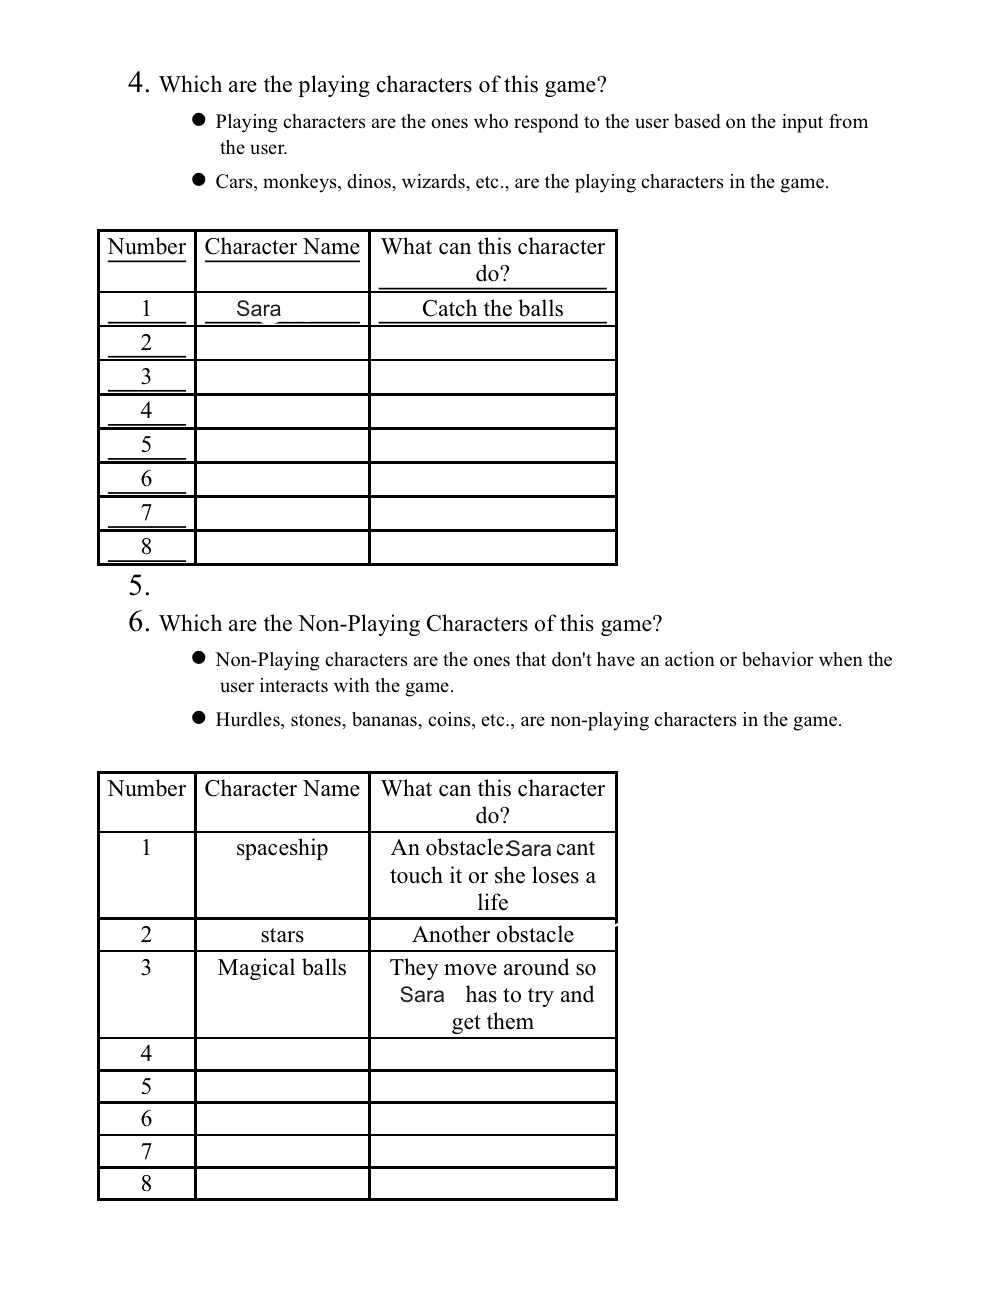 4. Which are the playing characters of this game?
● Playing characters are the ones who respond to the user based on the input from
the user.
● Cars, monkeys, dinos, wizards, etc., are the playing characters in the game.
Number Character Name What can this character
do?
1 Sara Catch the balls
2
3
4
5
6
7
8
5.
6. Which are the Non-Playing Characters of this game?
● Non-Playing characters are the ones that don't have an action or behavior when the
user interacts with the game.
● Hurdles, stones, bananas, coins, etc., are non-playing characters in the game.
Number Character Name What can this character
do?
1 spaceship An obstacle:Sara cant
touch it or she loses a
life
2 stars Another obstacle
3 Magical balls They move around so
Sara has to try and
get them
4
5
6
7
8